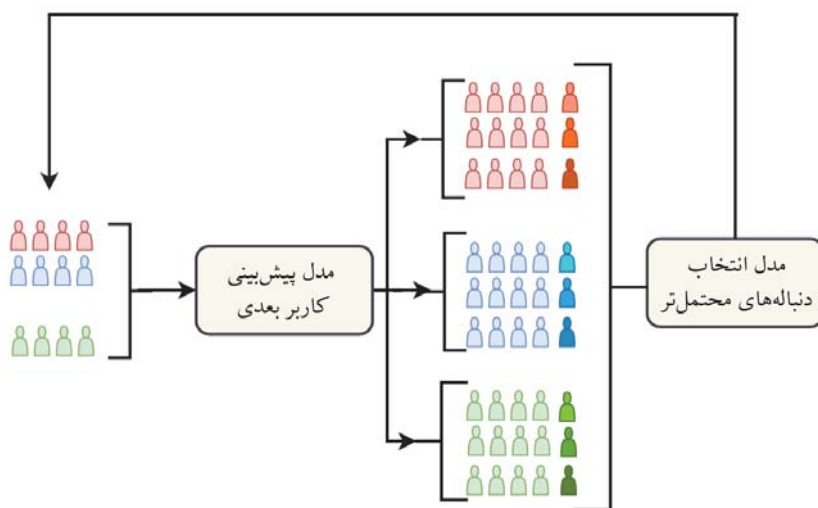 مدل پیش‌بینی
کاربر بعدی
مدل انتخاب
دنباله‌های محتمل‌تر